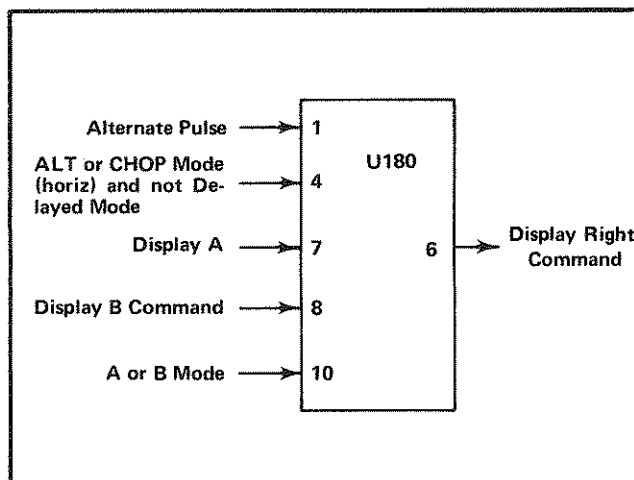 Alternate Pulse
1
U180
ALT or CHOP Mode
(horiz) and not De-
layed Mode
4
Display A
7
6
Display Right
Command
Display B Command
8
A or B Mode
10